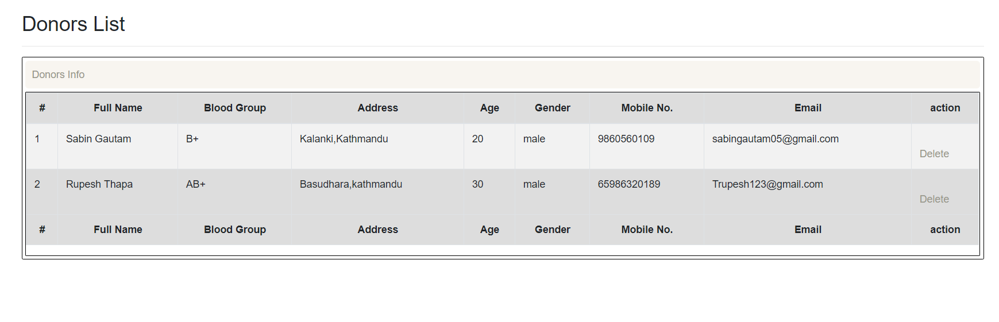 Donors List
Donors Info
# Full Name Blood Group Address Age Gender Mobile No. Email action
1 Sabin Gautam B+ Kalanki,Kathmandu 20 male 9860560109 sabingautam05@gmail.com
Delete
2 Rupesh Thapa AB+ Basudhara,kathmandu 30 male 65986320189 Trupesh123@gmail.com
Delete
# Full Name Blood Group Address Age Gender Mobile No. Email action